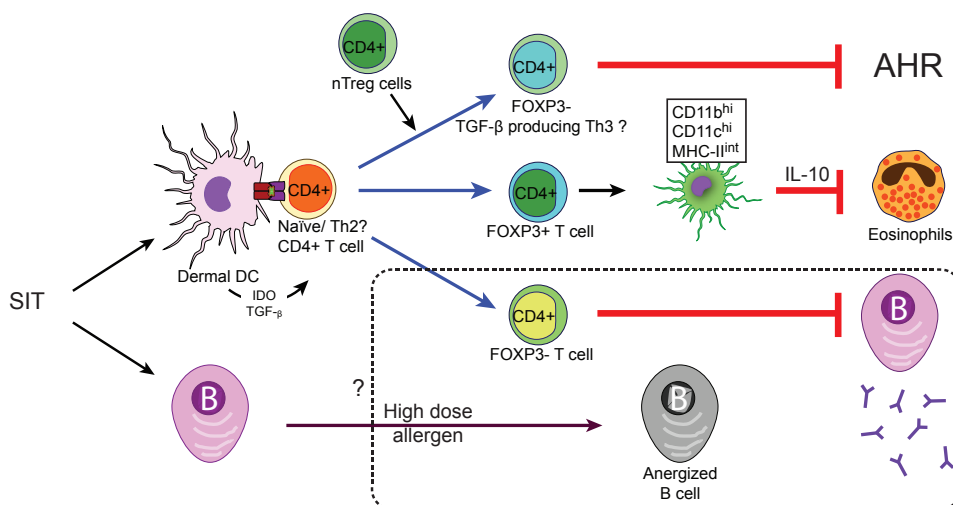 CD4+
nTreg cells
CD4+
FOXP3-
TGF-β producing Th3 ?
AHR
CD11b^hi
CD11c^hi
MHC-II^int
CD4+
Naïve/ Th2?
CD4+ T cell
CD4+
FOXP3+ T cell
IL-10
Eosinophils
Dermal DC
IDO
TGF-β
SIT
CD4+
FOXP3- T cell
B
B
?
High dose
allergen
B
Anergized
B cell